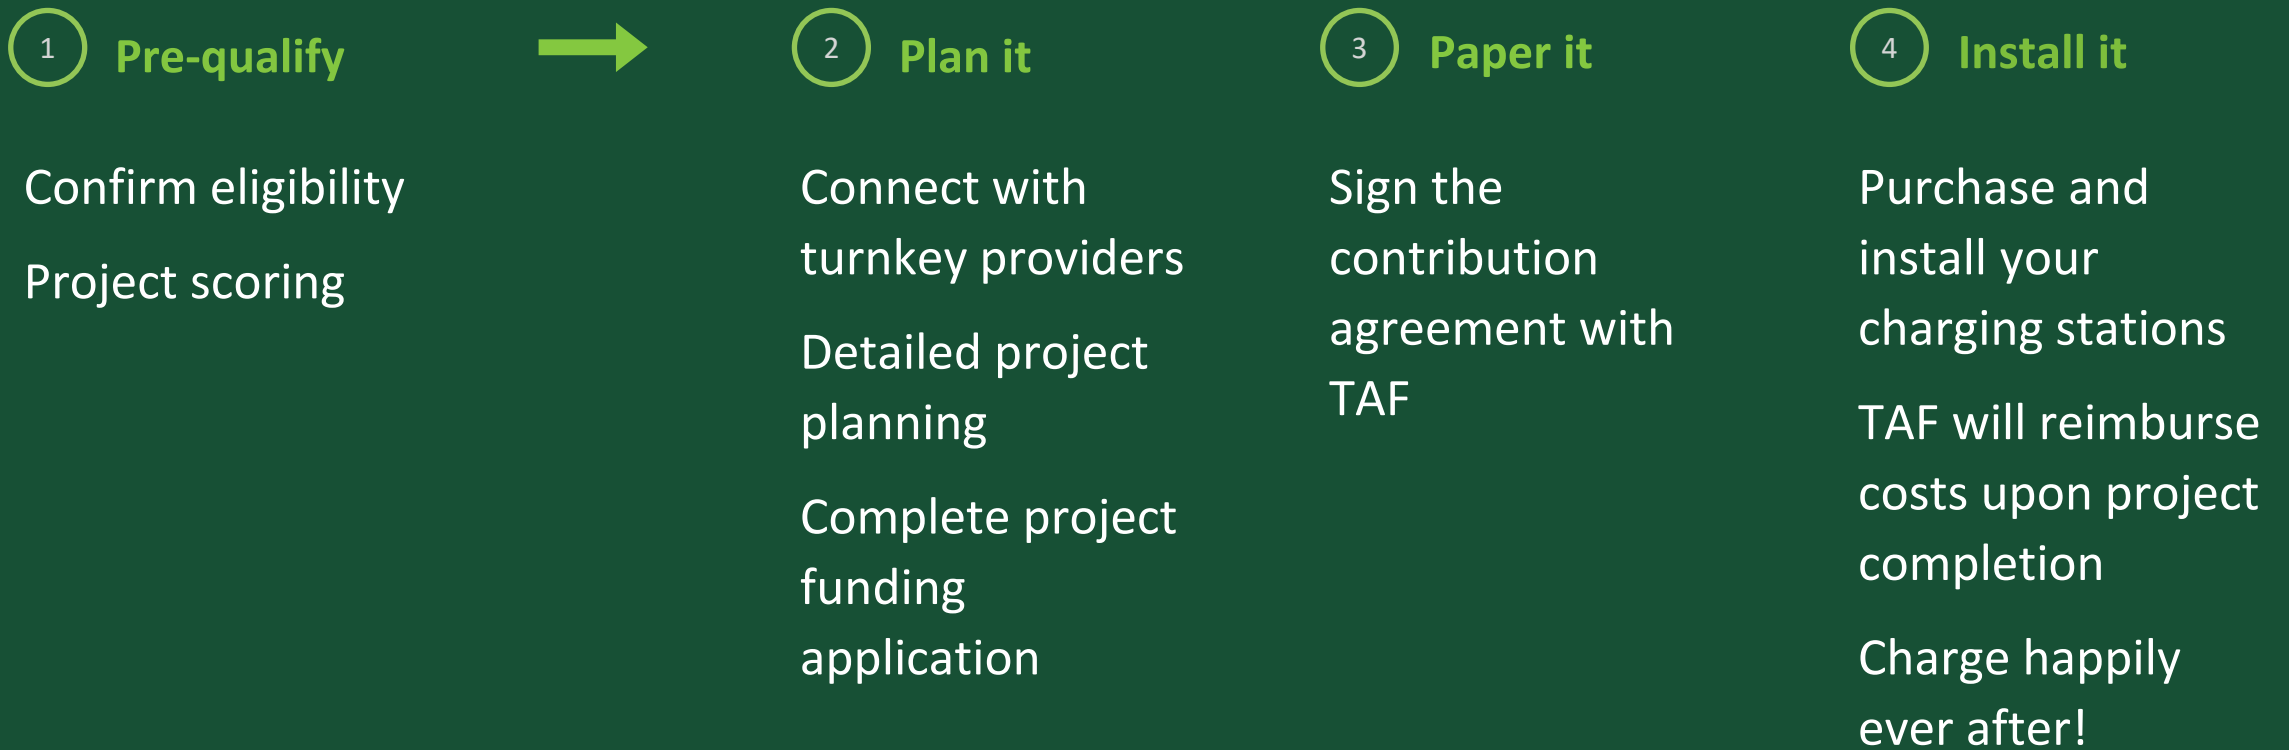 1
Pre-qualify
Confirm eligibility
Project scoring
2
Plan it
Connect with
turnkey providers
Detailed project
planning
Complete project
funding
application
3
Paper it
Sign the
contribution
agreement with
TAF
4
Install it
Purchase and
install your
charging stations
TAF will reimburse
costs upon project
completion
Charge happily
ever after!